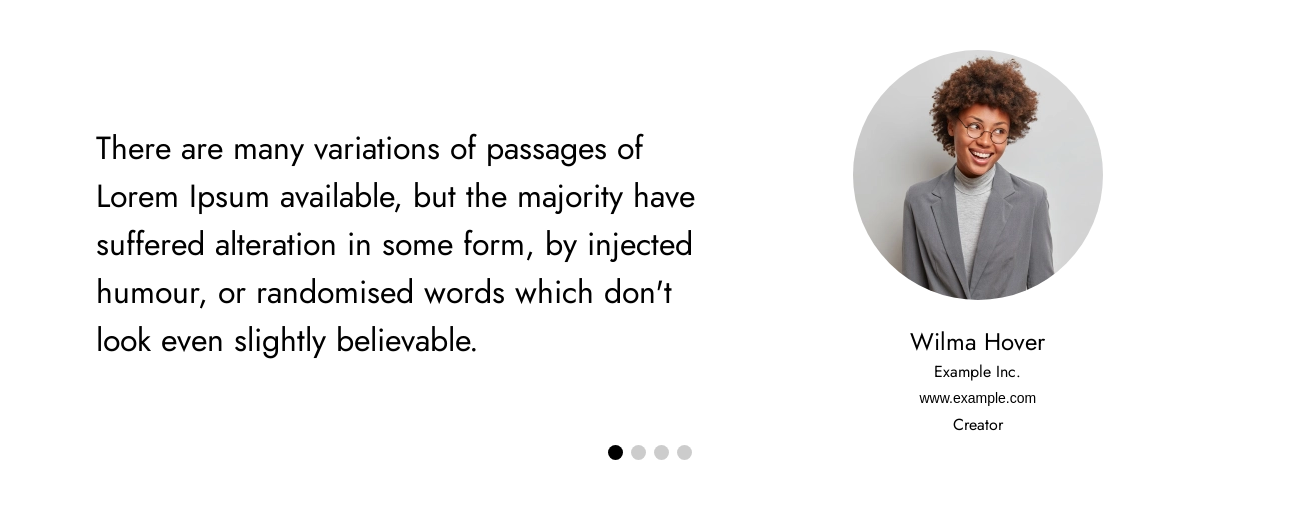 There are many variations of passages of
Lorem Ipsum available, but the majority have
suffered alteration in some form, by injected
humour, or randomised words which don't
look even slightly believable.
Wilma Hover
Example Inc.
www.example.com
Creator